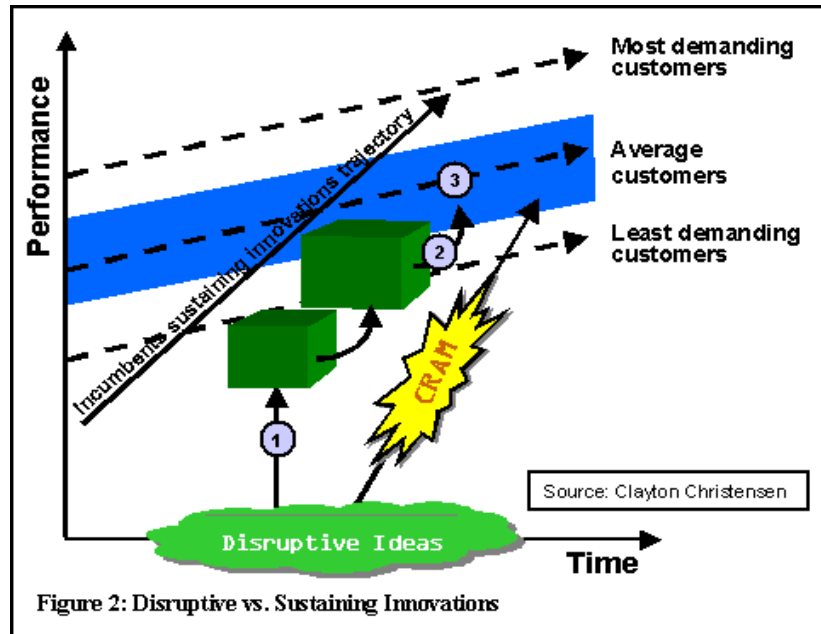 Most demanding
customers
Performance
Incumbents sustaining innovations trajectory
Average
customers
3
2
Least demanding
customers
CRAM
1
Source: Clayton Christensen
Disruptive Ideas
Time
Figure 2: Disruptive vs. Sustaining Innovations